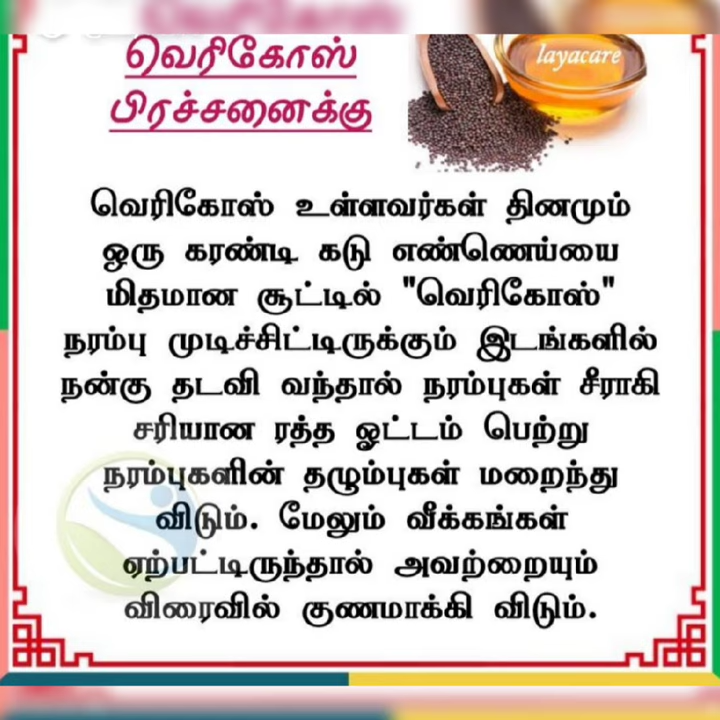 வெரிகோஸ்
வெரிகோஸ்
பிரச்சனைக்கு
layacare
வெரிகோஸ் உள்ளவர்கள் தினமும்
ஒரு கரண்டி கடு எண்ணெய்யை
மிதமான சூட்டில் "வெரிகோஸ்"
நரம்பு முடிச்சிட்டிருக்கும் இடங்களில்
நன்கு தடவி வந்தால் நரம்புகள் சீராகி
சரியான ரத்த ஓட்டம் பெற்று
நரம்புகளின் தழும்புகள் மறைந்து
விடும். மேலும் வீக்கங்கள்
ஏற்பட்டிருந்தால் அவற்றையும்
விரைவில் குணமாக்கி விடும்.